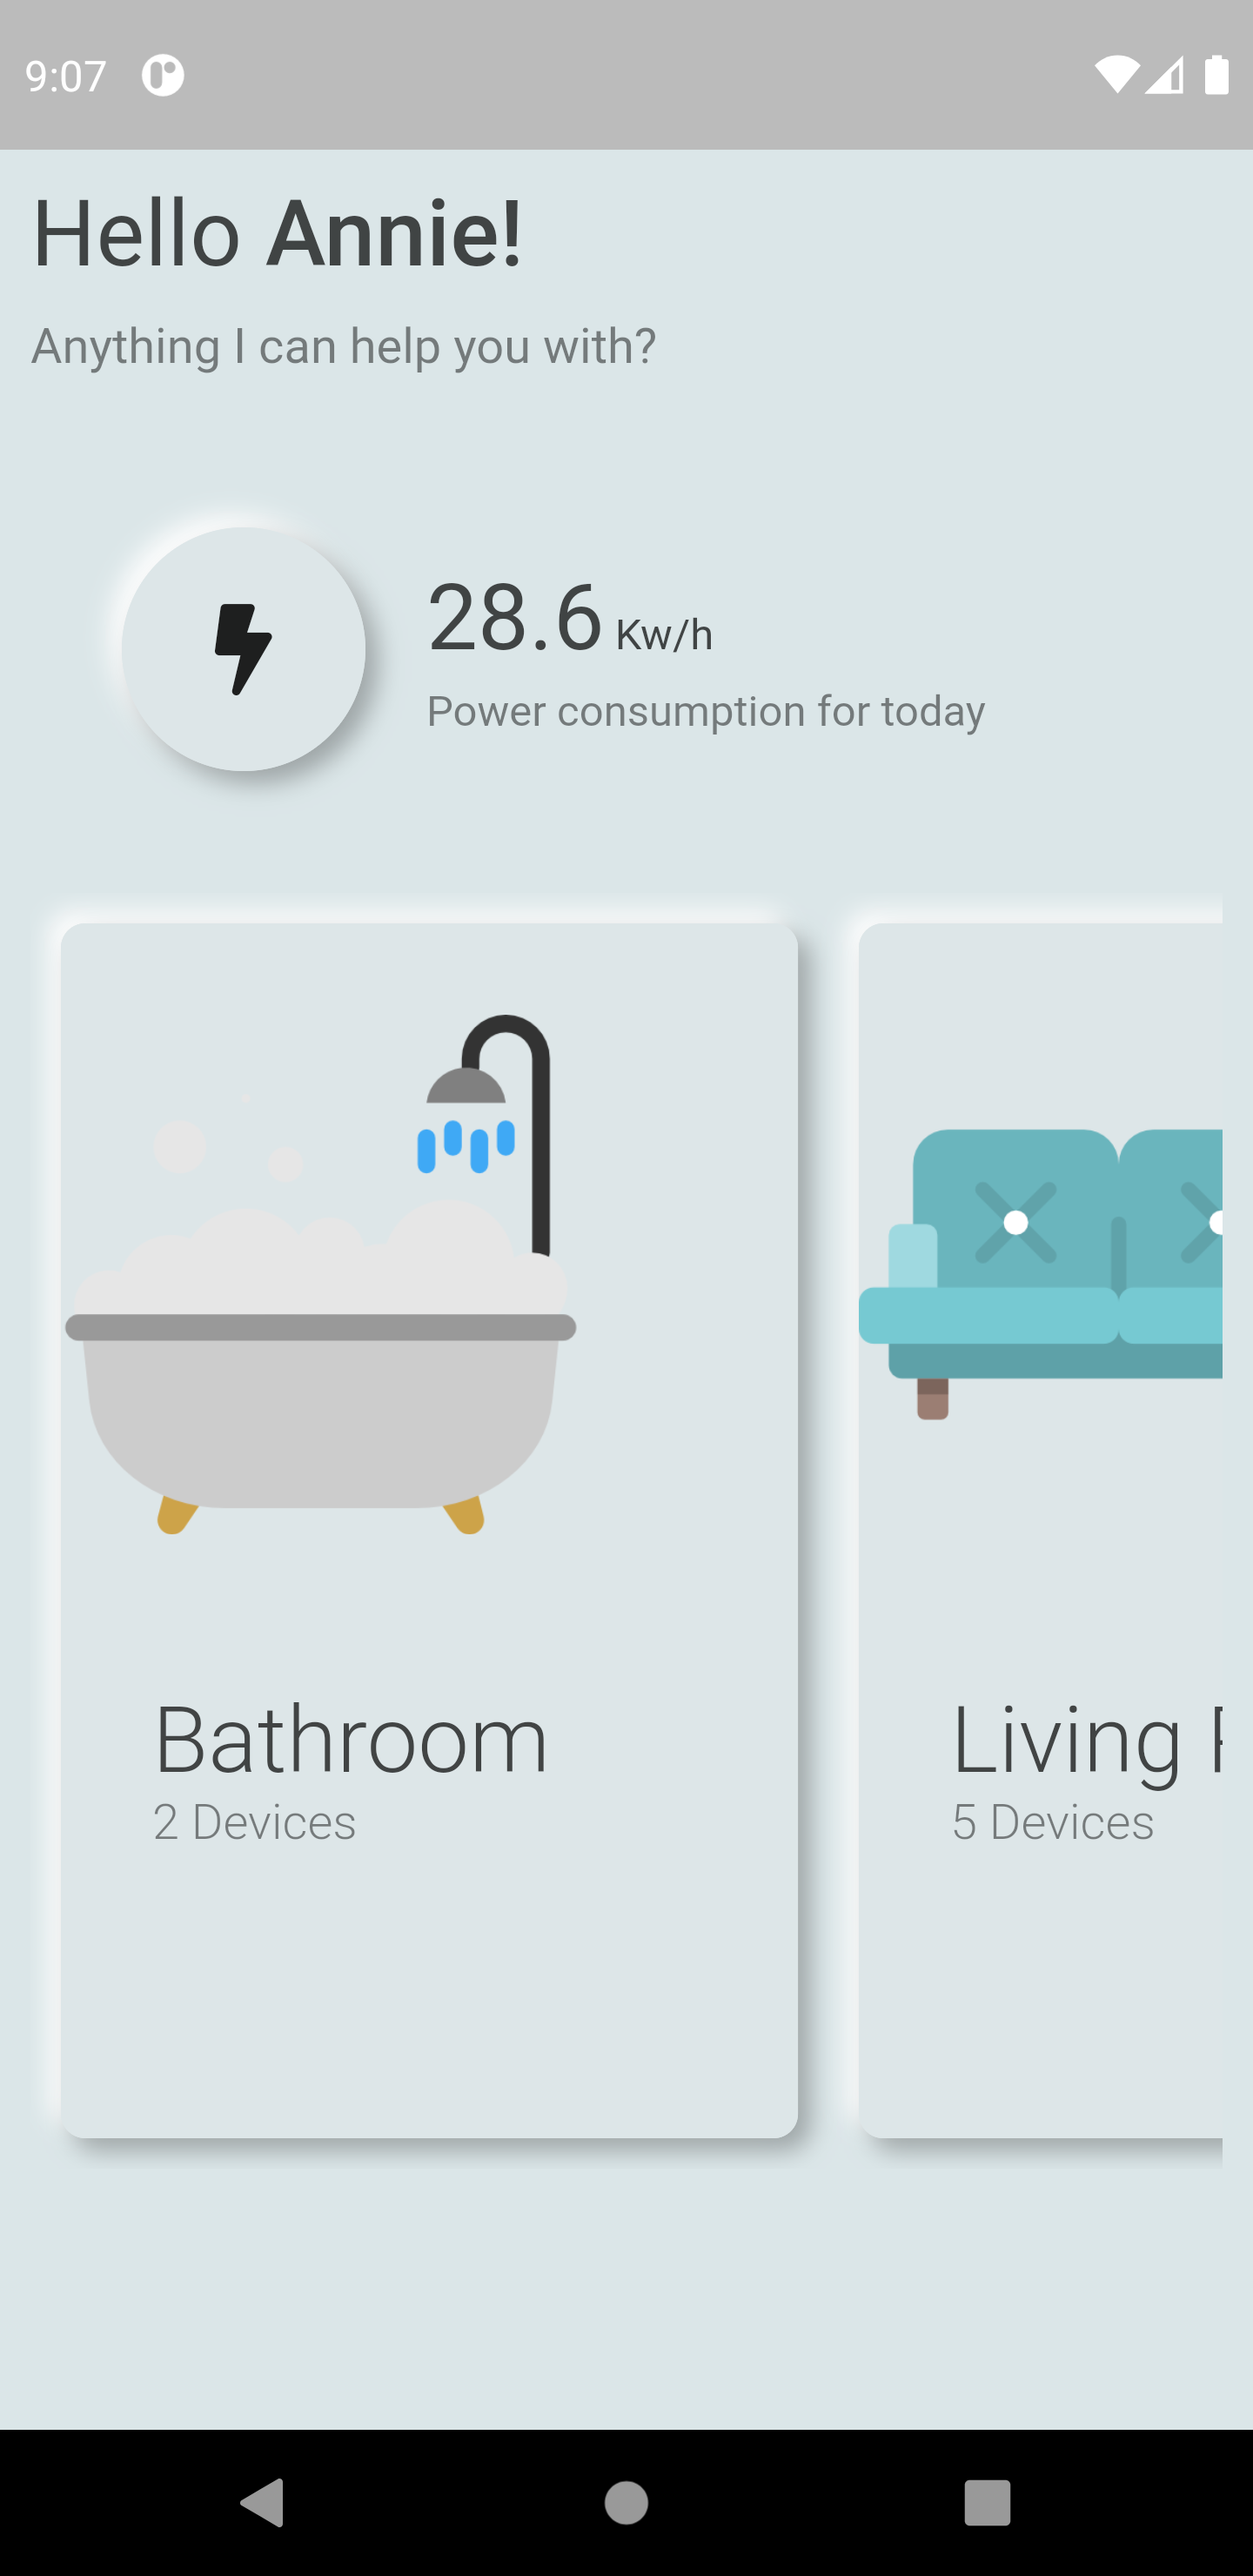 9:07
Hello Annie!
Anything I can help you with?
28.6 Kw/h
Power consumption for today
Bathroom
2 Devices
Living
5 Devices